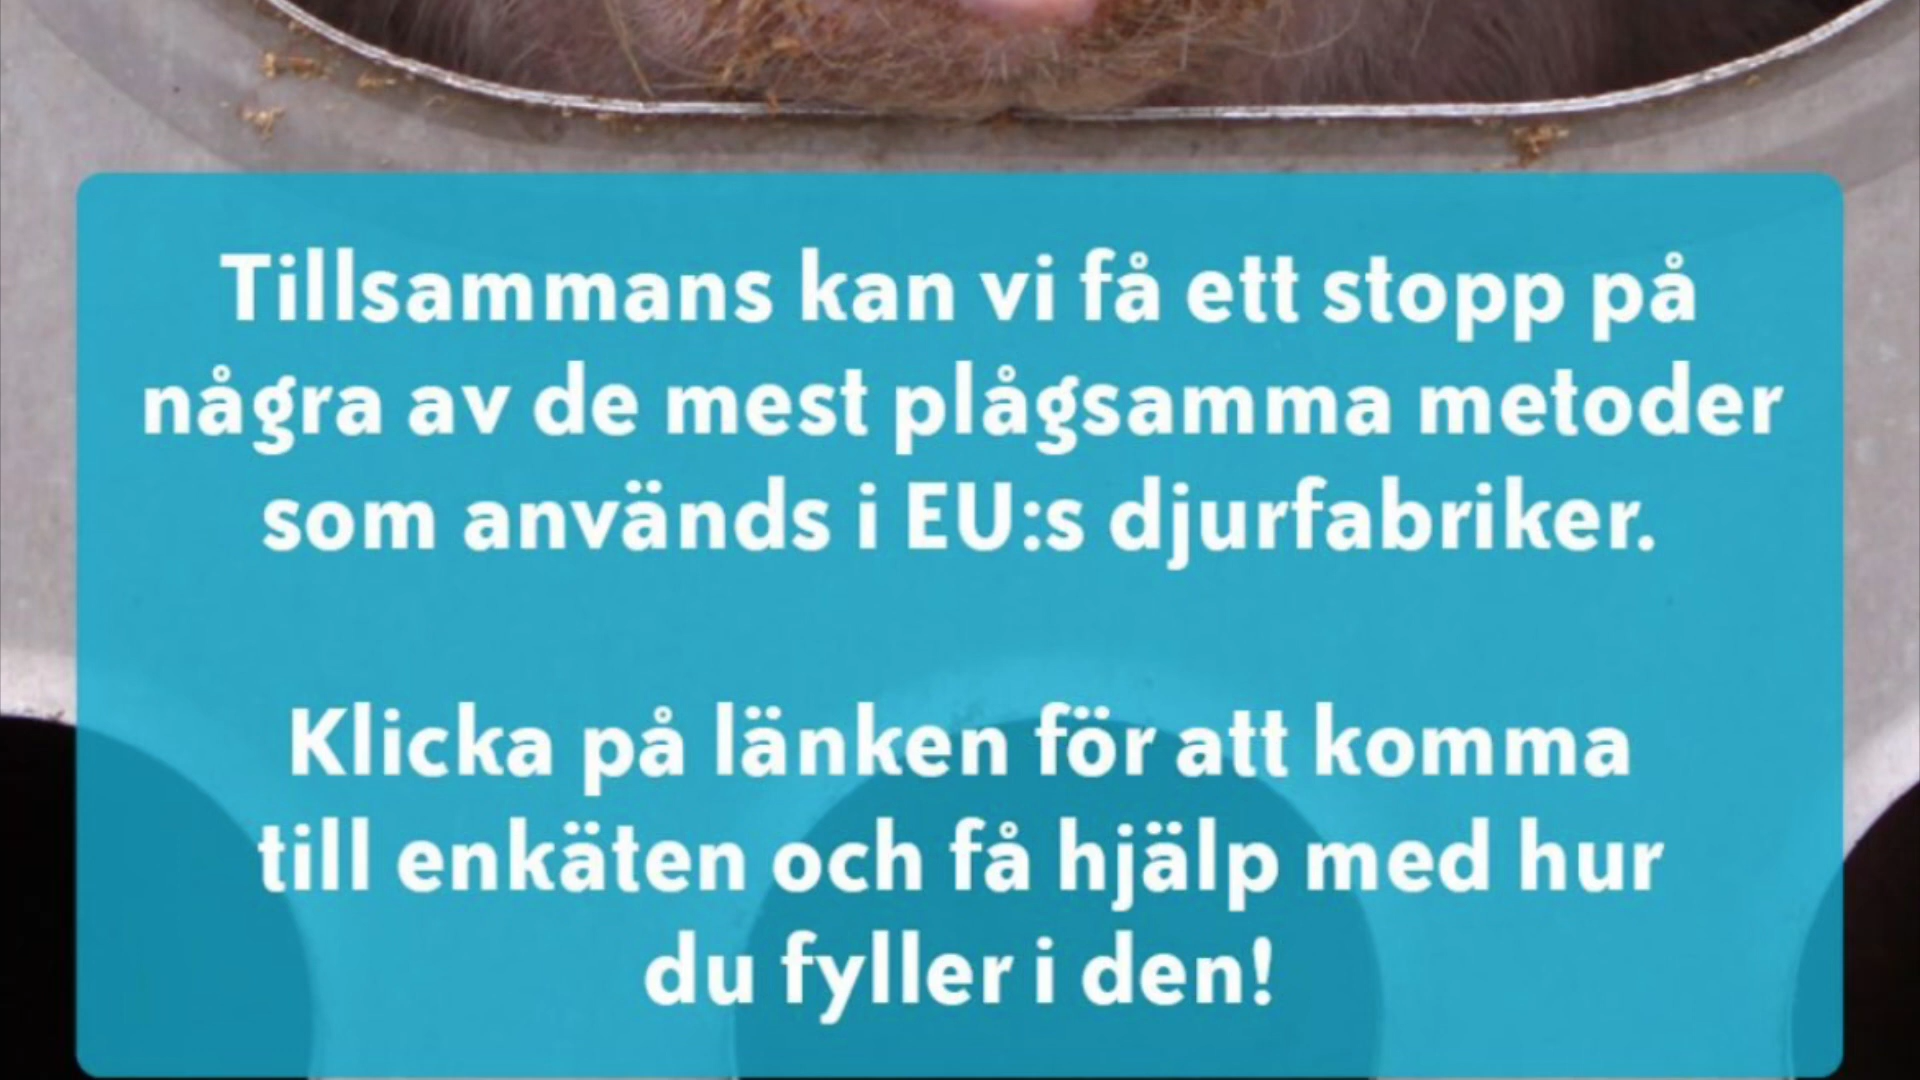 Tillsammans kan vi få ett stopp på
några av de mest plågsamma metoder
som används i EU:s djurfabriker.
Klicka på länken för att komma
till enkäten och få hjälp med hur
du fyller i den!